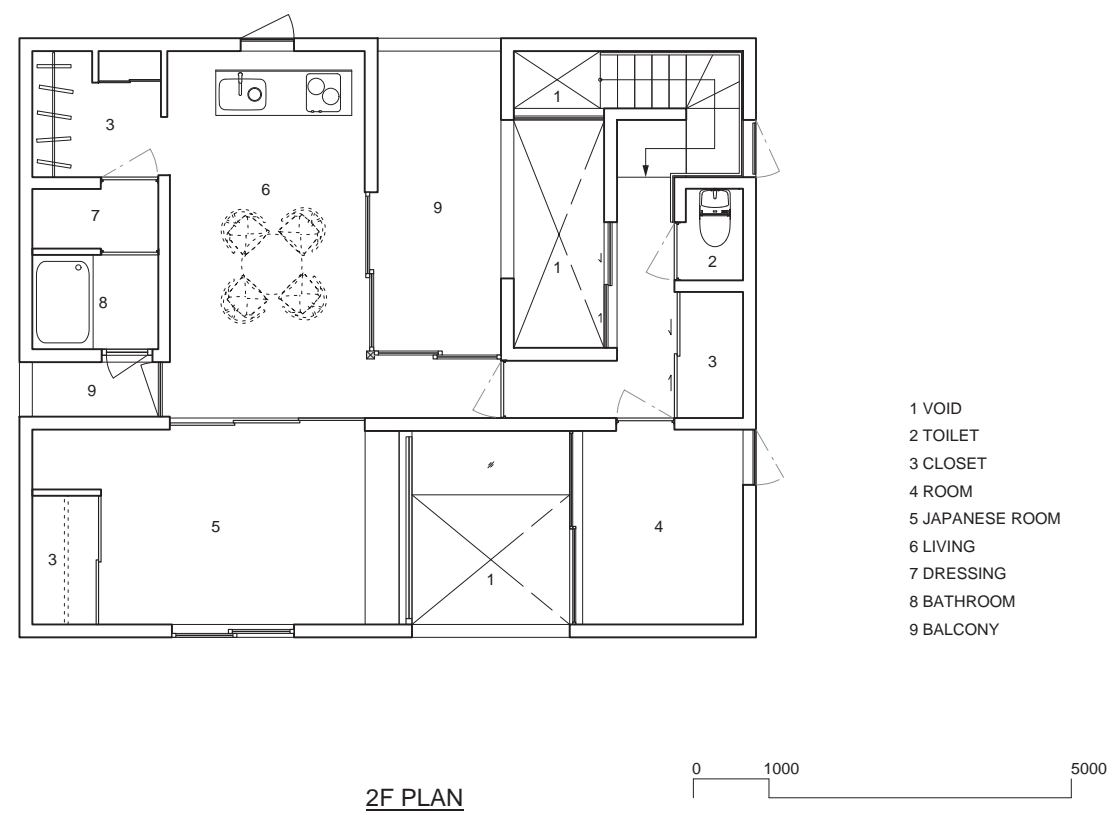 1
3
6
7
9
1
2
8
1
3
9
5
4
3
1
1 VOID
2 TOILET
3 CLOSET
4 ROOM
5 JAPANESE ROOM
6 LIVING
7 DRESSING
8 BATHROOM
9 BALCONY
2F PLAN
0 1000 5000